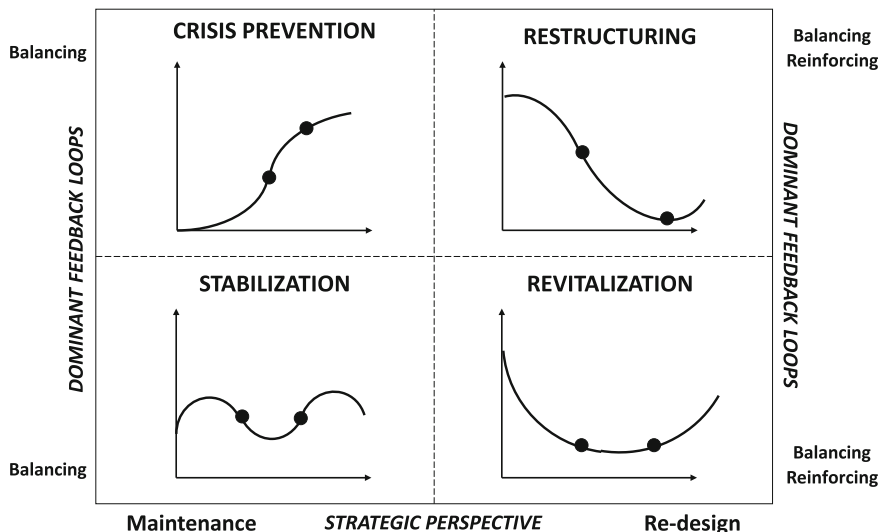 CRISIS PREVENTION
RESTRUCTURING
Balancing
Balancing
Reinforcing
DOMINANT FEEDBACK LOOPS
DOMINANT FEEDBACK LOOPS
STABILIZATION
REVITALIZATION
Balancing
Balancing
Reinforcing
Maintenance
STRATEGIC PERSPECTIVE
Re-design